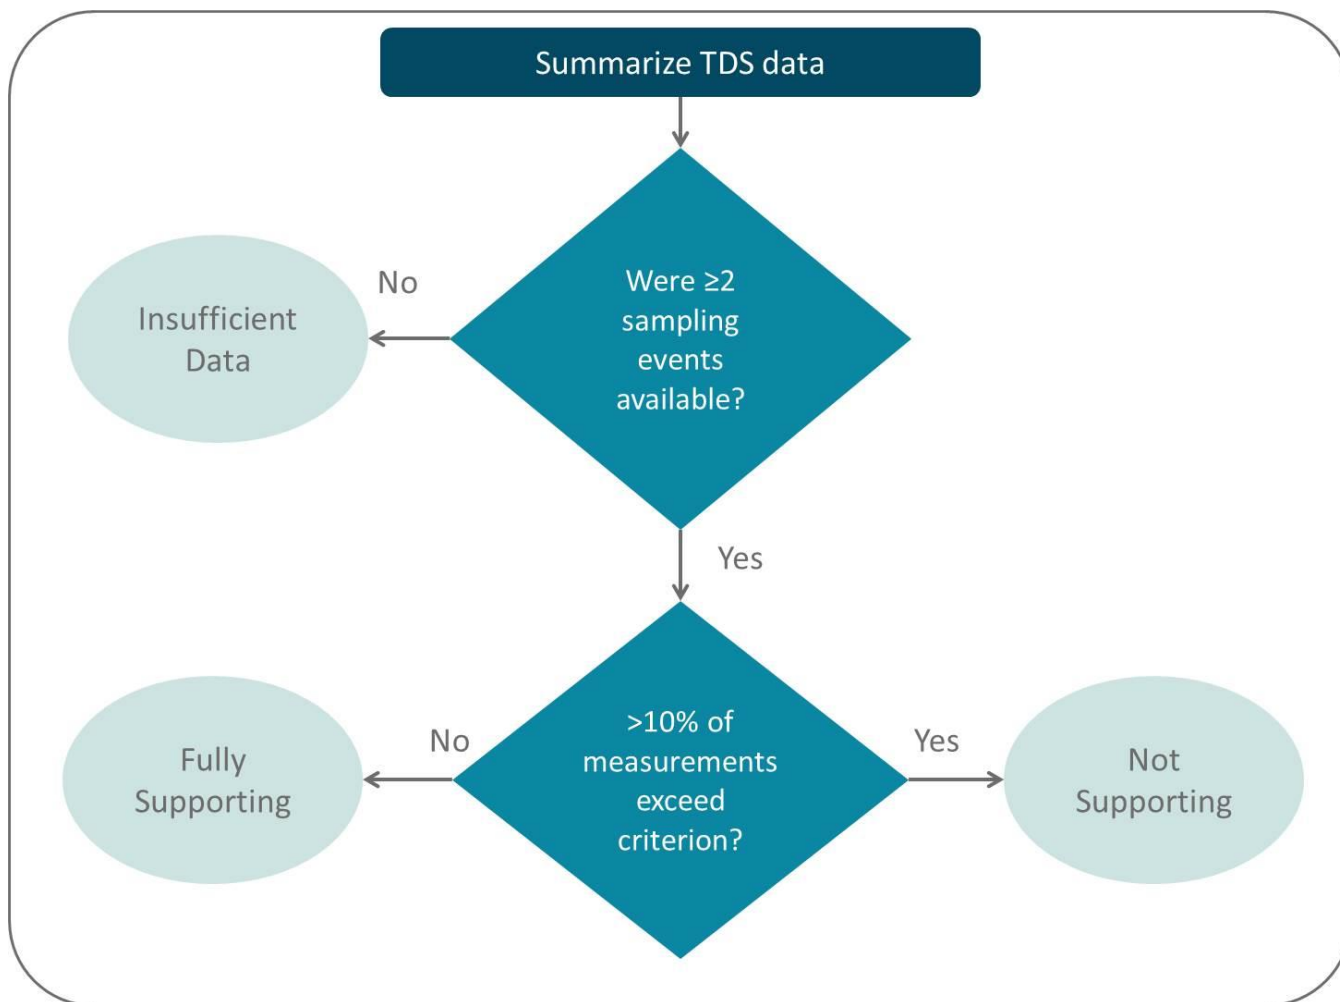 Summarize TDS data
Were ≥2
sampling
events
available?
No
Insufficient
Data
Yes
>10% of
measurements
exceed
criterion?
No
Fully
Supporting
Yes
Not
Supporting